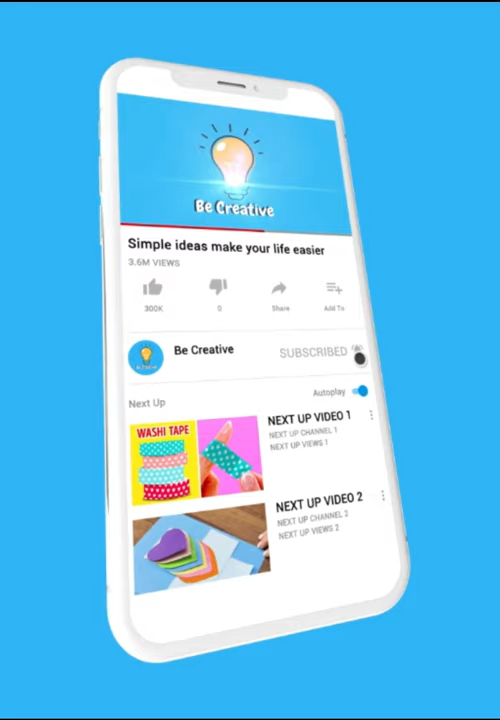 Be Creative
Simple ideas make your life easier
3.6M VIEWS
300K
0
Share
Add To
Be Creative
SUBSCRIBED
Next Up
Autoplay
WASHI TAPE
NEXT UP VIDEO 1
NEXT UP CHANNEL 1
NEXT UP VIEWS 1
NEXT UP VIDEO 2
NEXT UP CHANNEL 2
NEXT UP VIEWS 2